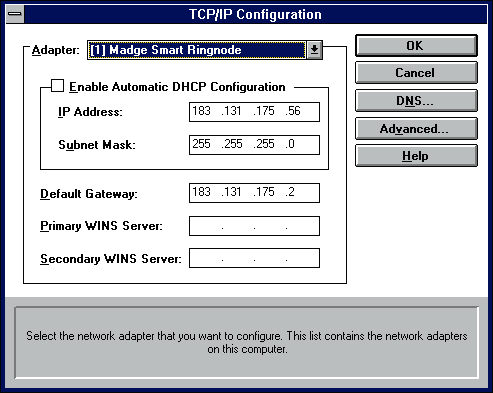 TCP/IP Configuration
Adapter: [1] Madge Smart Ringnode
Enable Automatic DHCP Configuration
IP Address: 183 .131 .175 .56
Subnet Mask: 255 .255 .255 .0
Default Gateway: 183 .131 .175 .2
Primary WINS Server: . . .
Secondary WINS Server: . . .
OK
Cancel
DNS...
Advanced...
Help
Select the network adapter that you want to configure. This list contains the network adapters
on this computer.